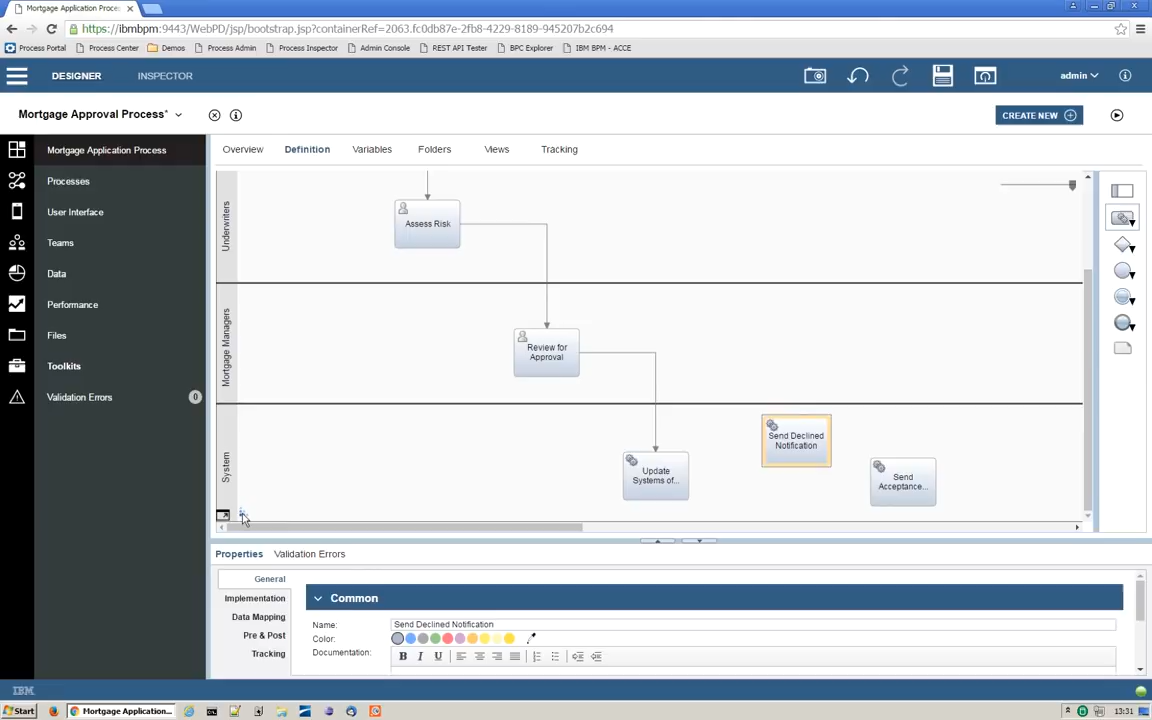 Mortgage Application Proces
https://ibmbpm:9443/WebPD/jsp/bootstrap.jsp?containerRef=2063.fc0db87e-2fb8-4229-8189-945207b2c694
Process Portal Process Center Demos Process Admin Process Inspector Admin Console REST API Tester BPC Explorer IBM BPM - ACCE
DESIGNER INSPECTOR admin
Mortgage Approval Process* CREATE NEW
Mortgage Application Process
Overview Definition Variables Folders Views Tracking
Processes
User Interface
Teams
Data
Performance
Files
Toolkits
Validation Errors 0
Underwriters
Assess Risk
Mortgage Managers
Review for
Approval
System
Update
Systems of...
Send Declined
Notification
Send
Acceptance...
Properties Validation Errors
General
Implementation
Data Mapping
Pre & Post
Tracking
Common
Name: Send Declined Notification
Color:
Documentation: B I U
IBM
Start Mortgage Application... 13:31